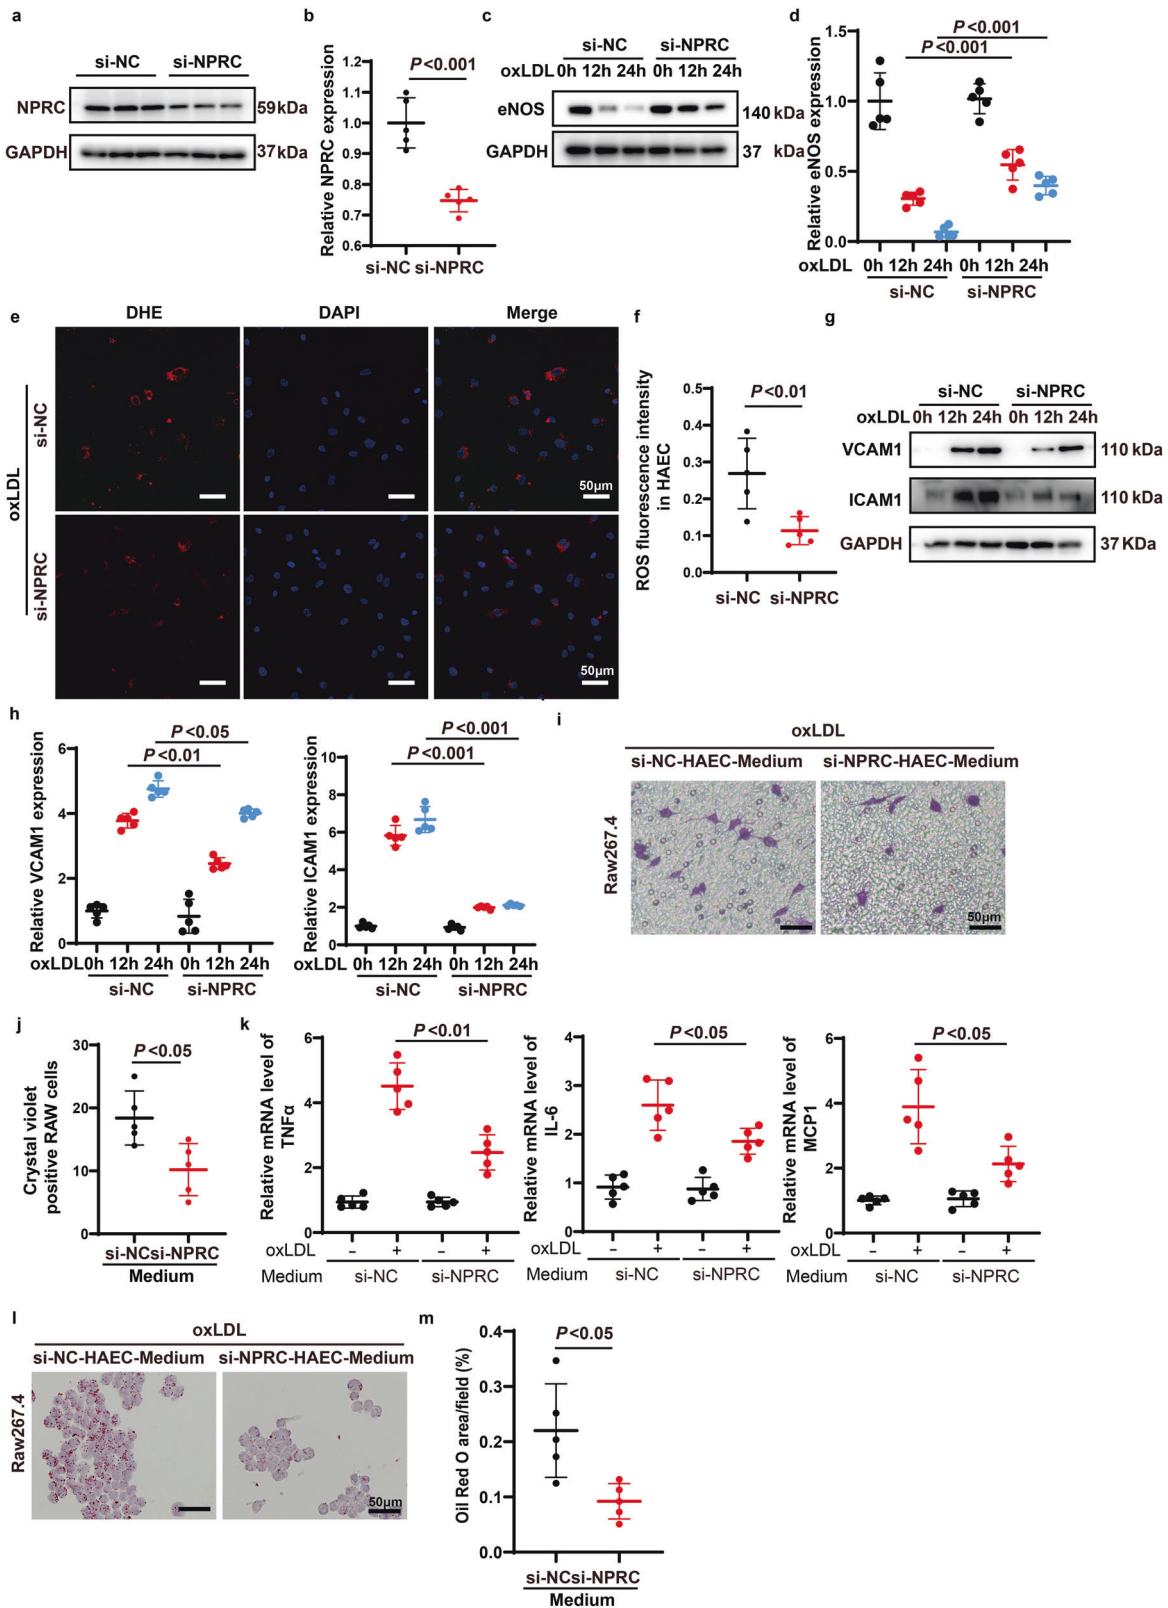 a
si-NC si-NPRC
NPRC 59kDa
GAPDH 37kDa
b
Relative NPRC expression
P<0.001
1.2
1.0
0.9
0.8
0.7
0.6
si-NC si-NPRC
c
si-NC si-NPRC
oxLDL 0h 12h 24h 0h 12h 24h
eNOS 140 kDa
GAPDH 37 kDa
d
Relative eNOS expression
P<0.001
P<0.001
1.5
1.0
0.5
0.0
oxLDL 0h 12h 24h 0h 12h 24h
si-NC si-NPRC
e
DHE DAPI Merge
oxLDL
si-NC
50μm
si-NPRC
50μm
f
ROS fluorescence intensity
in HAEC
P<0.01
0.5
0.4
0.3
0.2
0.1
0.0
si-NC si-NPRC
g
si-NC si-NPRC
oxLDL 0h 12h 24h 0h 12h 24h
VCAM1 110 kDa
ICAM1 110 kDa
GAPDH 37 KDa
h
Relative VCAM1 expression
P<0.05
P<0.01
6
4
2
0
oxLDL 0h 12h 24h 0h 12h 24h
si-NC si-NPRC
Relative ICAM1 expression
P<0.001
P<0.001
10
8
6
4
2
0
oxLDL 0h 12h 24h 0h 12h 24h
si-NC si-NPRC
i
oxLDL
si-NC-HAEC-Medium si-NPRC-HAEC-Medium
Raw267.4
50μm
j
Crystal violet
positive RAW cells
P<0.05
30
20
10
0
si-NC si-NPRC
Medium
k
Relative mRNA level of
TNFα
P<0.01
6
4
2
0
oxLDL - + - +
Medium si-NC si-NPRC
Relative mRNA level of
IL-6
P<0.05
4
3
2
1
0
oxLDL - + - +
Medium si-NC si-NPRC
Relative mRNA level of
MCP1
P<0.05
6
4
2
0
oxLDL - + - +
Medium si-NC si-NPRC
l
oxLDL
si-NC-HAEC-Medium si-NPRC-HAEC-Medium
Raw267.4
50μm
m
Oil Red O area/field (%)
P<0.05
0.4
0.3
0.2
0.1
0.0
si-NC si-NPRC
Medium